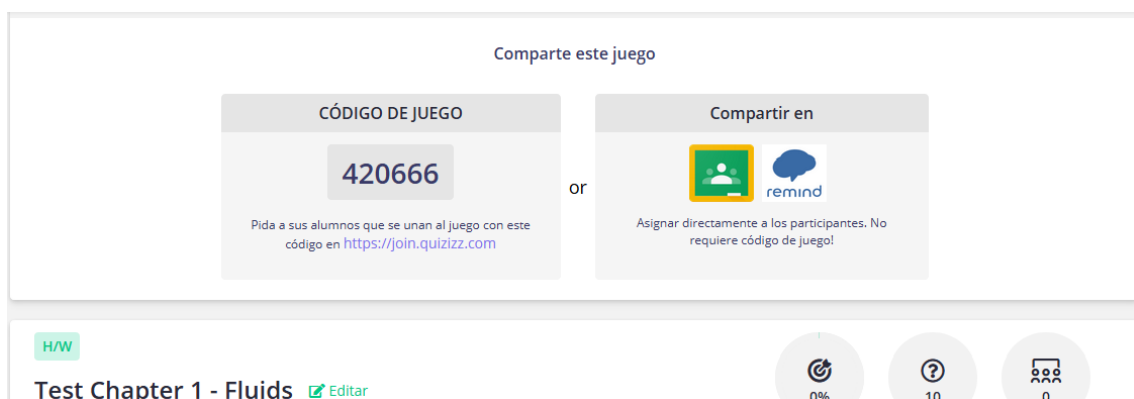 Comparte este juego
CÓDIGO DE JUEGO
420666
Pida a sus alumnos que se unan al juego con este
código en https://join.quizizz.com
or
Compartir en
remind
Asignar directamente a los participantes. No
requiere código de juego!
H/W
Test Chapter 1 - Fluids Editar
0%
10
0